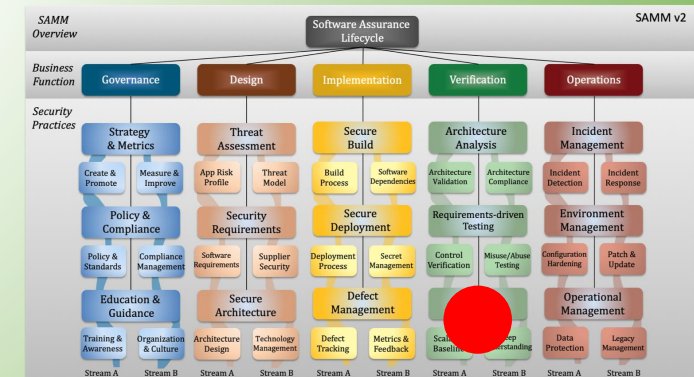 SAMM
Overview
Software Assurance
Lifecycle
SAMM v2
Business
Function
Governance
Design
Implementation
Verification
Operations
Security
Practices
Strategy
& Metrics
Threat
Assessment
Secure
Build
Architecture
Analysis
Incident
Management
Create &
Promote
Measure &
Improve
App Risk
Profile
Threat
Model
Build
Process
Software
Dependencies
Architecture
Validation
Architecture
Compliance
Incident
Detection
Incident
Response
Policy &
Compliance
Security
Requirements
Secure
Deployment
Requirements-driven
Testing
Environment
Management
Policy &
Standards
Compliance
Management
Software
Requirements
Supplier
Security
Deployment
Process
Secret
Management
Control
Verification
Misuse/Abuse
Testing
Configuration
Hardening
Patch &
Update
Education &
Guidance
Secure
Architecture
Defect
Management
Operational
Management
Training &
Awareness
Organization
& Culture
Architecture
Design
Technology
Management
Defect
Tracking
Metrics &
Feedback
Data
Protection
Legacy
Management
Stream A
Stream B
Stream A
Stream B
Stream A
Stream B
Stream A
Stream B
Stream A
Stream B